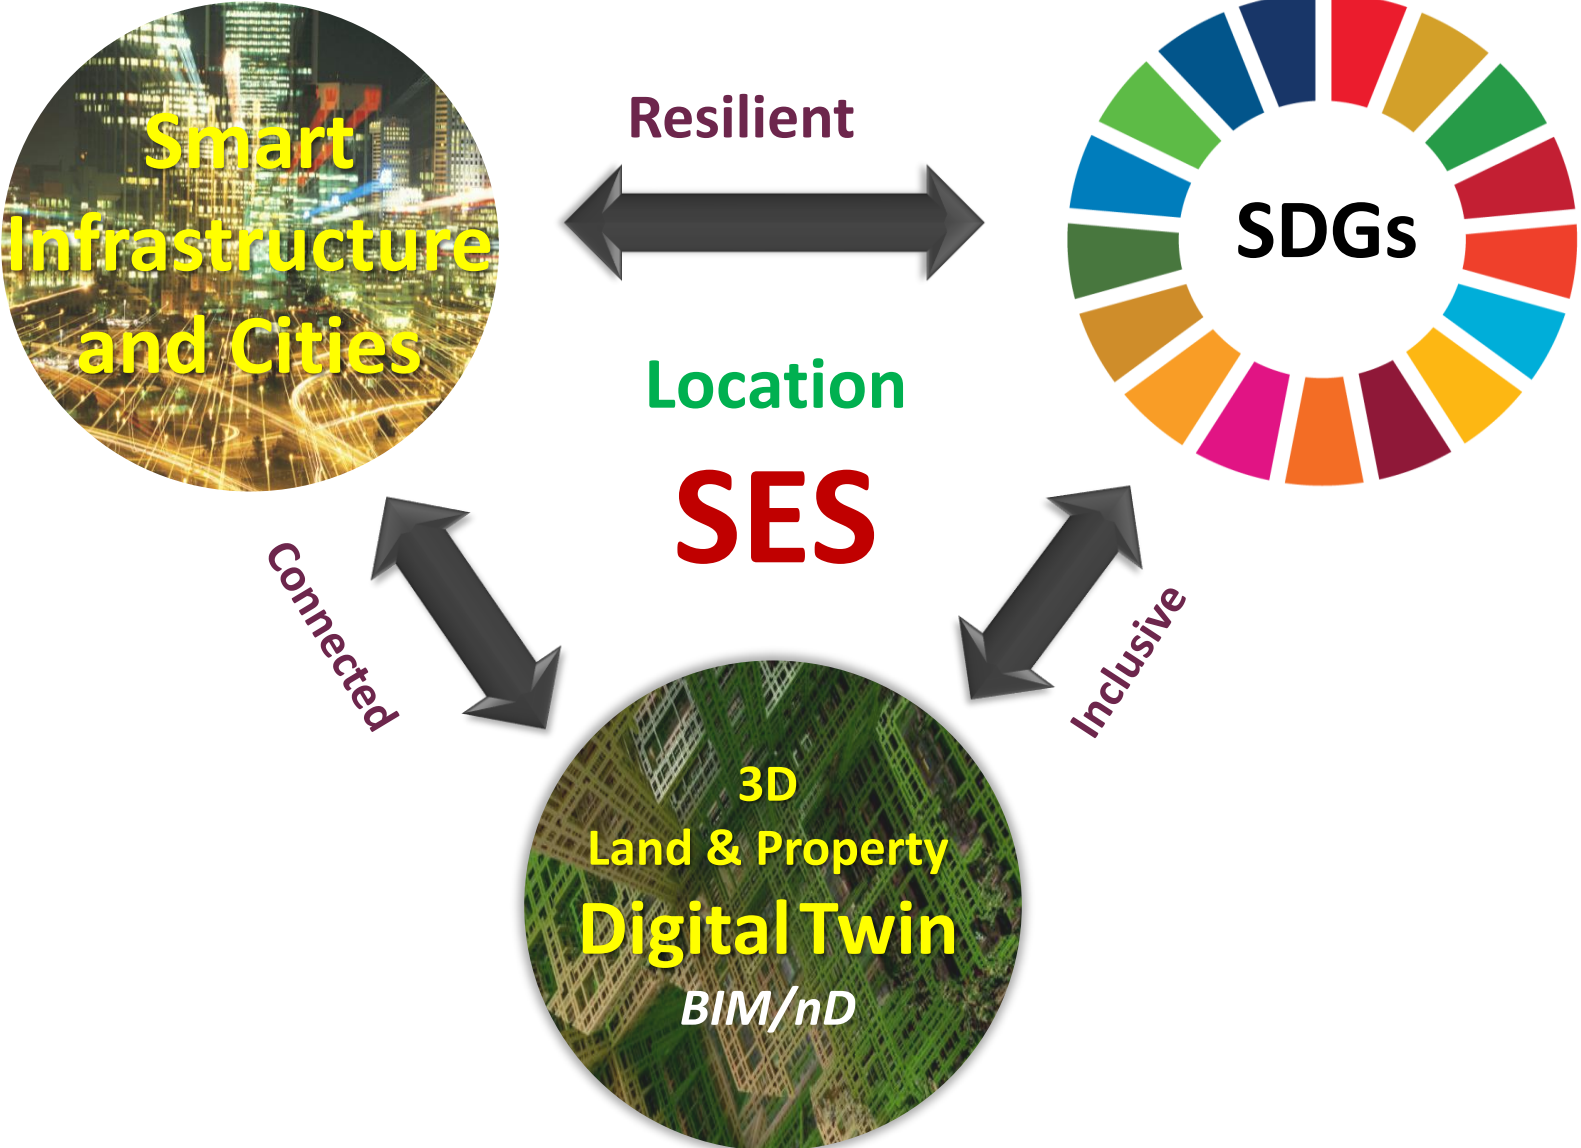 Smart
Infrastructure
and Cities
Resilient
SDGs
Location
SES
Connected
Inclusive
3D
Land & Property
Digital Twin
BIM/nD